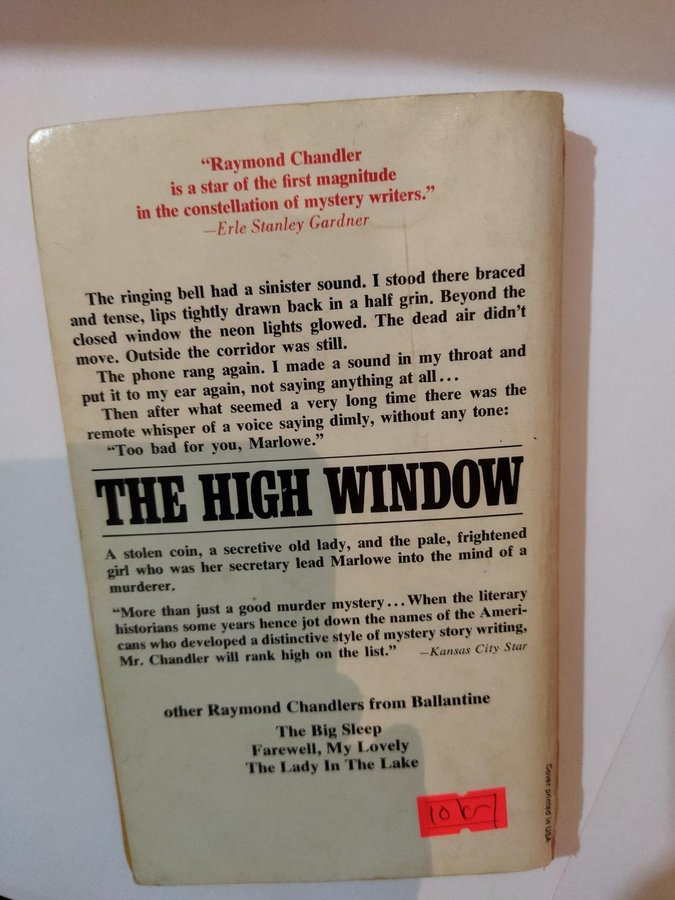 “Raymond Chandler
is a star of the first magnitude
in the constellation of mystery writers.”
—Erle Stanley Gardner
The ringing bell had a sinister sound. I stood there braced
and tense, lips tightly drawn back in a half grin. Beyond the
closed window the neon lights glowed. The dead air didn’t
move. Outside the corridor was still.
The phone rang again. I made a sound in my throat and
put it to my ear again, not saying anything at all...
Then after what seemed a very long time there was the
remote whisper of a voice saying dimly, without any tone:
“Too bad for you, Marlowe.”
THE HIGH WINDOW
A stolen coin, a secretive old lady, and the pale, frightened
girl who was her secretary lead Marlowe into the mind of a
murderer.
“More than just a good murder mystery...When the literary
historians some years hence jot down the names of the Ameri-
cans who developed a distinctive style of mystery story writing,
Mr. Chandler will rank high on the list.” —Kansas City Star
other Raymond Chandlers from Ballantine
The Big Sleep
Farewell, My Lovely
The Lady In The Lake
Cover printed in USA
10